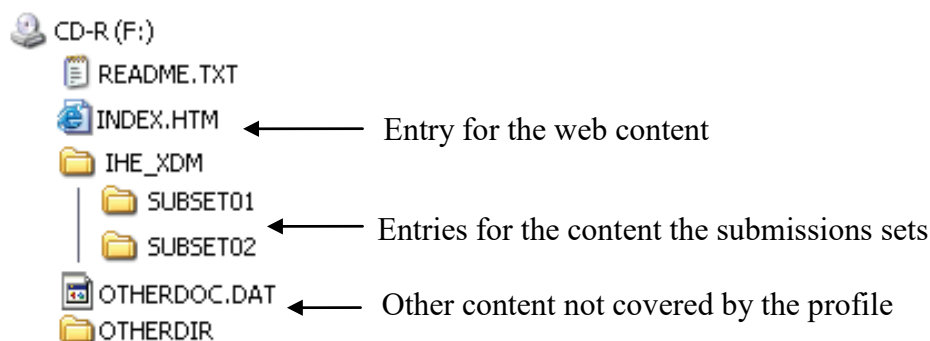 CD-R (F:)
README.TXT
INDEX.HTM Entry for the web content
IHE_XDM
SUBSET01
Entries for the content the submissions sets
SUBSET02
OTHERDOC.DAT Other content not covered by the profile
OTHERDIR